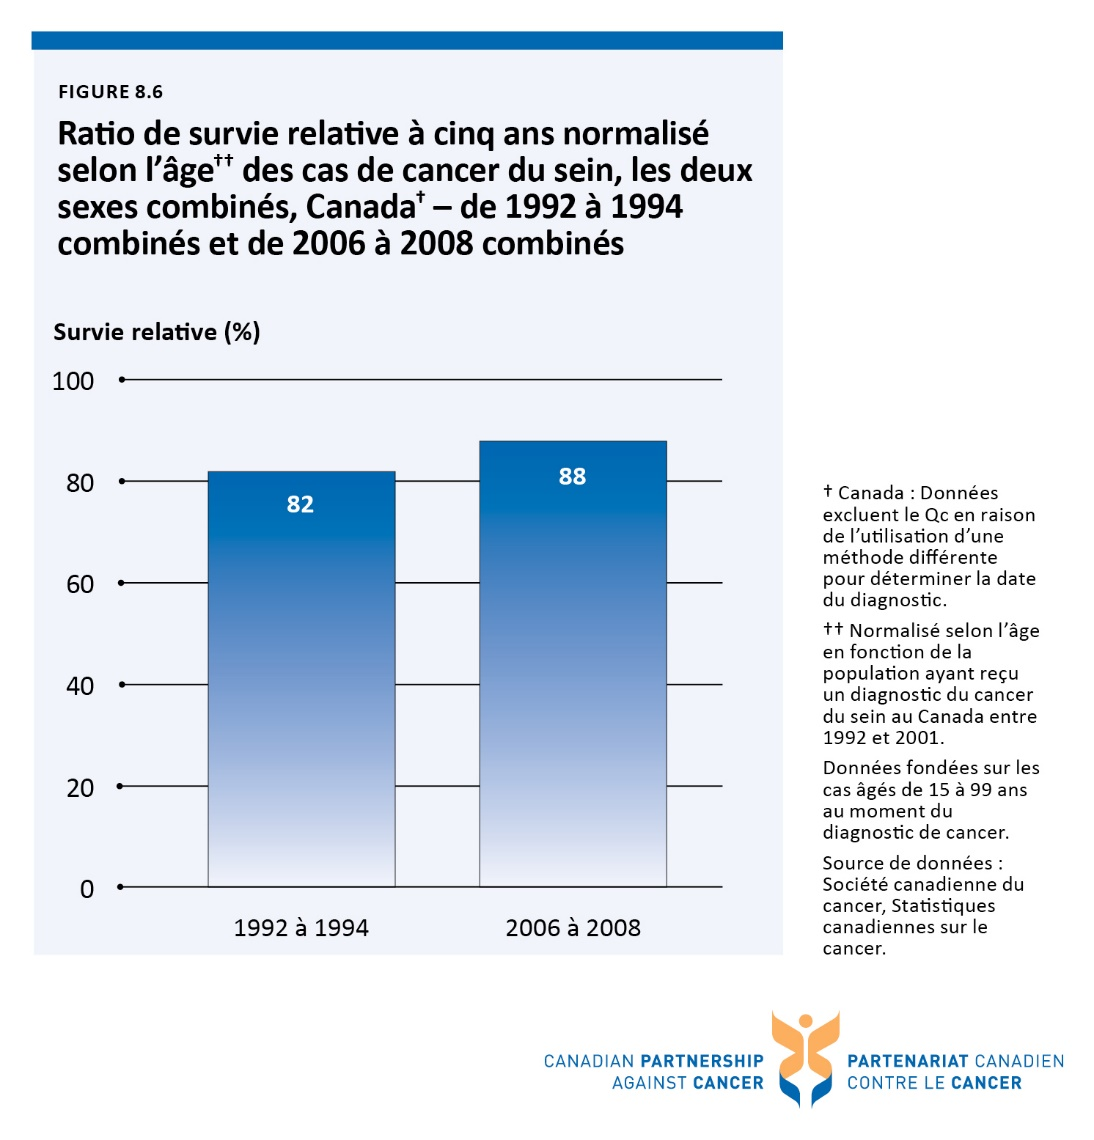 FIGURE 8.6
Ratio de survie relative à cinq ans normalisé
selon l’âge†† des cas de cancer du sein, les deux
sexes combinés, Canada† – de 1992 à 1994
combinés et de 2006 à 2008 combinés
Survie relative (%)
100
80
60
40
20
0
82
88
1992 à 1994
2006 à 2008
† Canada : Données
excluent le Qc en raison
de l’utilisation d’une
méthode différente
pour déterminer la date
du diagnostic.
†† Normalisé selon l’âge
en fonction de la
population ayant reçu
un diagnostic du cancer
du sein au Canada entre
1992 et 2001.
Données fondées sur les
cas âgés de 15 à 99 ans
au moment du
diagnostic de cancer.
Source de données :
Société canadienne du
cancer, Statistiques
canadiennes sur le
cancer.
CANADIAN PARTNERSHIP
AGAINST CANCER
PARTENARIAT CANADIEN
CONTRE LE CANCER